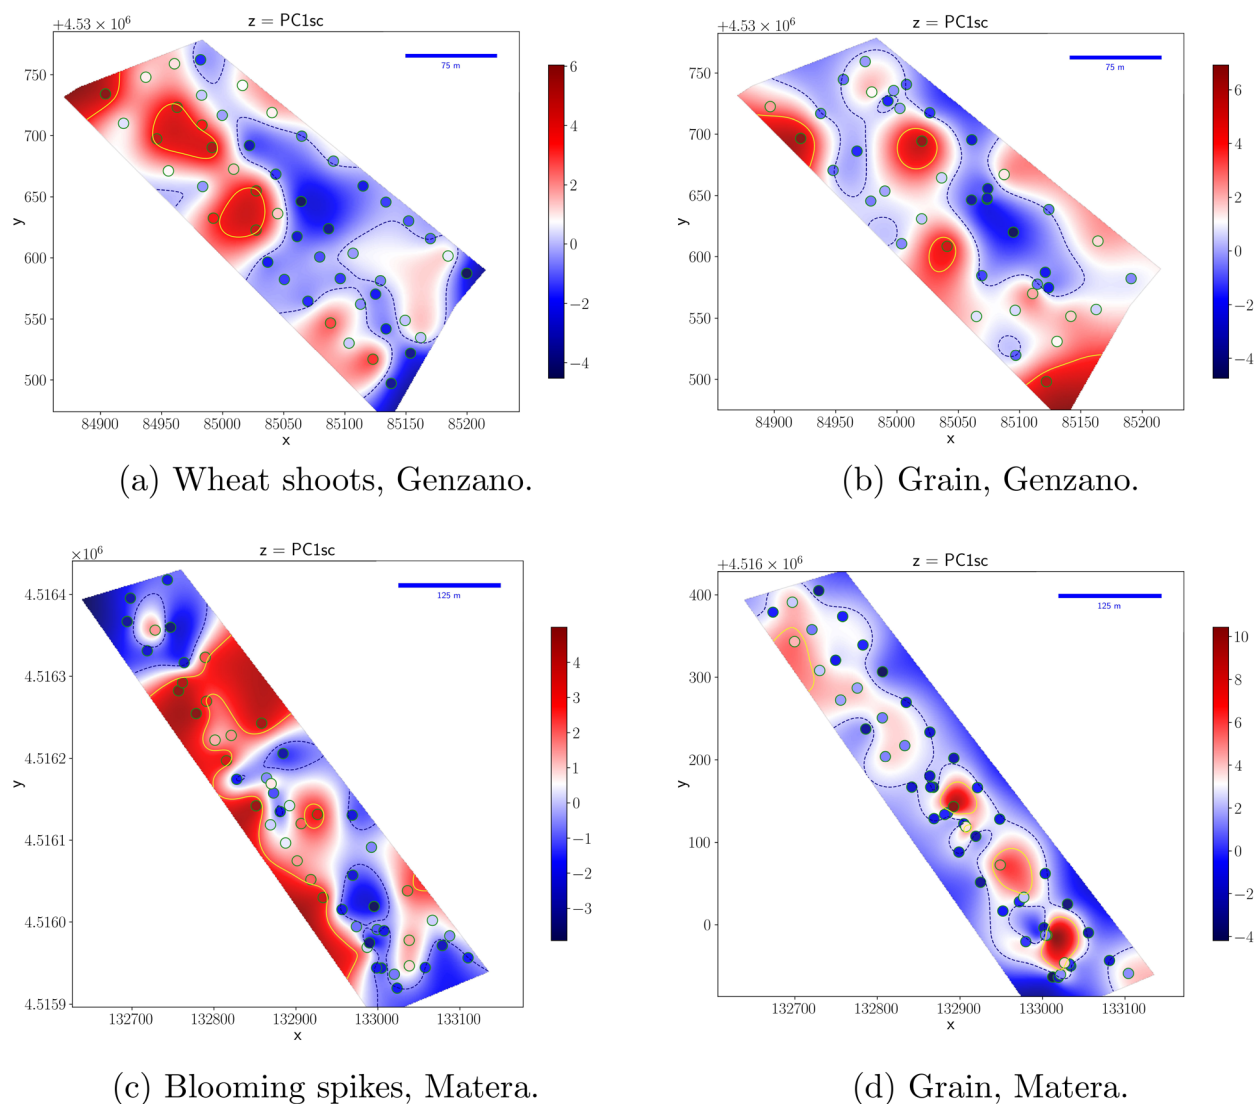 z = PC1sc
+4.53 × 10⁶
75 m
750
700
650
600
550
500
y
84900 84950 85000 85050 85100 85150 85200
x
6
4
2
0
−2
−4
(a) Wheat shoots, Genzano.
z = PC1sc
+4.53 × 10⁶
75 m
750
700
650
600
550
500
y
84900 84950 85000 85050 85100 85150 85200
x
6
4
2
0
−2
−4
(b) Grain, Genzano.
z = PC1sc
×10⁶
125 m
4.5164
4.5163
4.5162
4.5161
4.5160
4.5159
y
132700 132800 132900 133000 133100
x
4
3
2
1
0
−1
−2
−3
(c) Blooming spikes, Matera.
z = PC1sc
+4.516 × 10⁶
125 m
400
300
200
100
0
y
132700 132800 132900 133000 133100
x
10
8
6
4
2
0
−2
−4
(d) Grain, Matera.